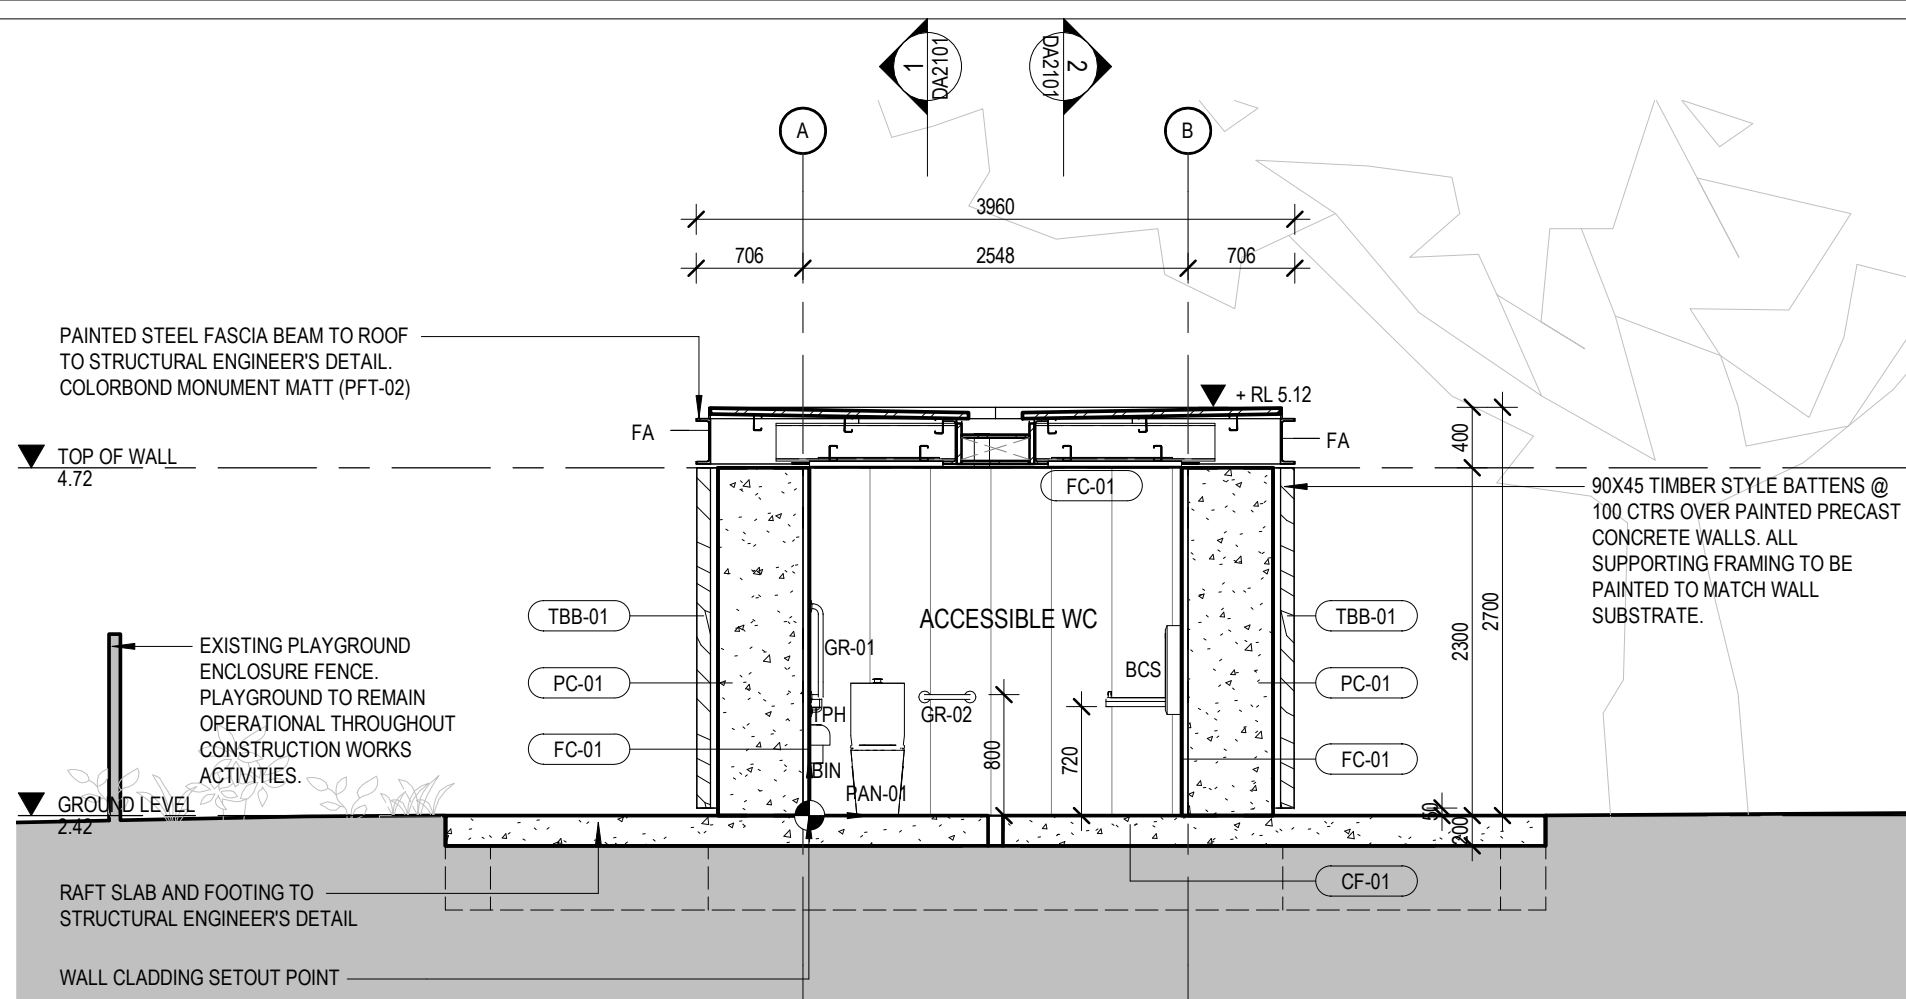 1
DA2101
2
DA2101
A
B
3960
706
2548
706
PAINTED STEEL FASCIA BEAM TO ROOF
TO STRUCTURAL ENGINEER'S DETAIL.
COLORBOND MONUMENT MATT (PFT-02)
+ RL 5.12
FA
FA
400
TOP OF WALL
4.72
FC-01
90X45 TIMBER STYLE BATTENS @
100 CTRS OVER PAINTED PRECAST
CONCRETE WALLS. ALL
SUPPORTING FRAMING TO BE
PAINTED TO MATCH WALL
SUBSTRATE.
2300
2700
TBB-01
ACCESSIBLE WC
TBB-01
EXISTING PLAYGROUND
ENCLOSURE FENCE.
PLAYGROUND TO REMAIN
OPERATIONAL THROUGHOUT
CONSTRUCTION WORKS
ACTIVITIES.
GR-01
BCS
PC-01
PC-01
TPH
GR-02
FC-01
800
720
FC-01
BIN
PAN-01
GROUND LEVEL
2.42
50
200
CF-01
RAFT SLAB AND FOOTING TO
STRUCTURAL ENGINEER'S DETAIL
WALL CLADDING SETOUT POINT